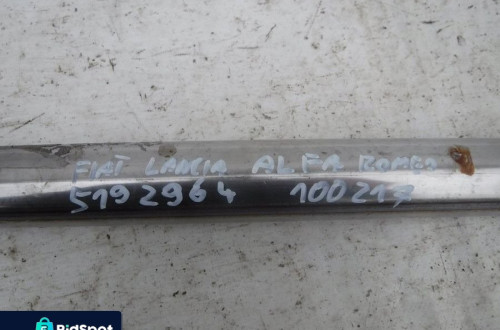 FIAT LANCIA ALFA ROMEO
5192964 100217
BidSpot